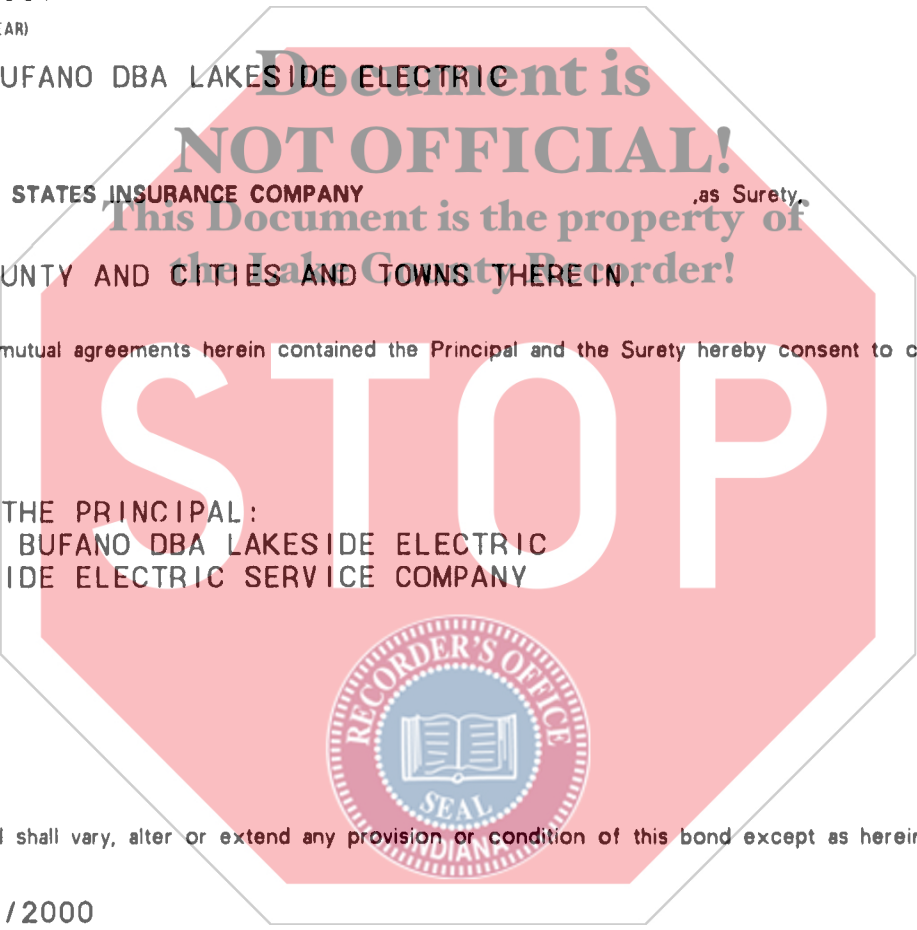 EAR)
UFANO DBA LAKESIDE ELECTRIC
Document is
NOT OFFICIAL!
STATES INSURANCE COMPANY ,as Surety,
This Document is the property of
the Lake County Recorder!
UNTY AND CITIES AND TOWNS THEREIN.
mutual agreements herein contained the Principal and the Surety hereby consent to c
STOP
THE PRINCIPAL:
BUFANO DBA LAKESIDE ELECTRIC
IDE ELECTRIC SERVICE COMPANY
RECORDER'S OFFICE
SEAL
INDIANA
shall vary, alter or extend any provision or condition of this bond except as herein
/2000